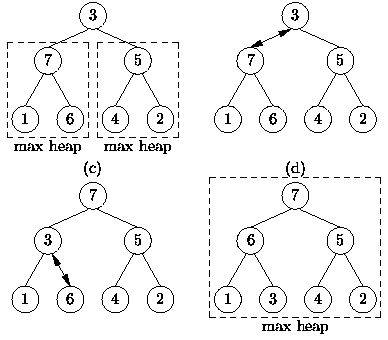 3 3
7 5 7 5
1 6 4 2 1 6 4 2
max heap max heap
(c) (d)
7 7
3 5 6 5
1 6 4 2 1 3 4 2
max heap